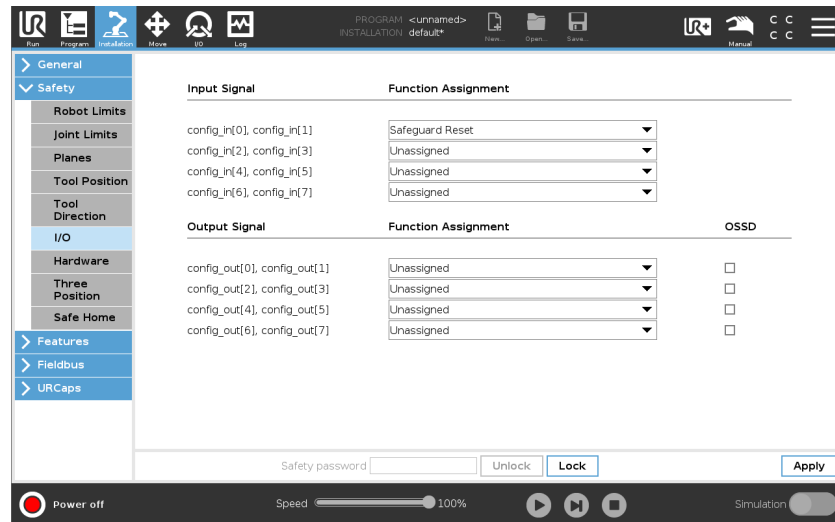 PROGRAM <unnamed>
INSTALLATION default*
UR
Run
Program
Installation
Move
I/O
Log
New...
Open...
Save...
UR+
Manual
C C
C C
General
Safety
Robot Limits
Joint Limits
Planes
Tool Position
Tool
Direction
I/O
Hardware
Three
Position
Safe Home
Features
Fieldbus
URCaps
Input Signal Function Assignment
config_in[0], config_in[1] Safeguard Reset
config_in[2], config_in[3] Unassigned
config_in[4], config_in[5] Unassigned
config_in[6], config_in[7] Unassigned
Output Signal Function Assignment OSSD
config_out[0], config_out[1] Unassigned
config_out[2], config_out[3] Unassigned
config_out[4], config_out[5] Unassigned
config_out[6], config_out[7] Unassigned
Safety password Unlock Lock Apply
Power off Speed 100% Simulation